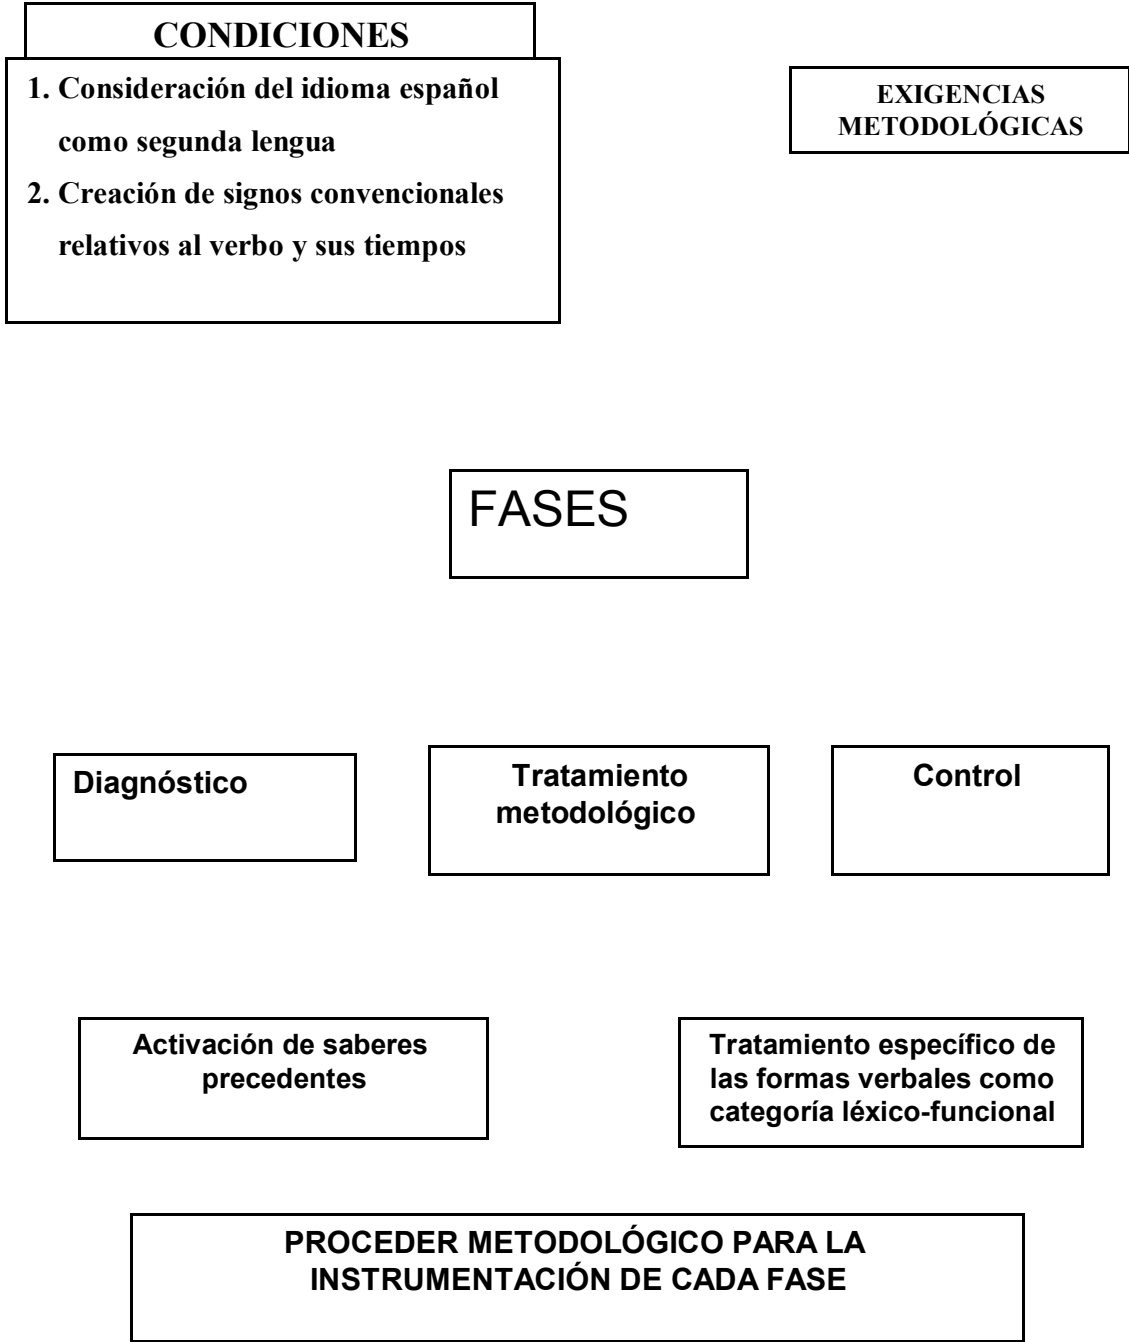 CONDICIONES
1. Consideración del idioma español
como segunda lengua
2. Creación de signos convencionales
relativos al verbo y sus tiempos
EXIGENCIAS
METODOLÓGICAS
FASES
Diagnóstico
Tratamiento
metodológico
Control
Activación de saberes
precedentes
Tratamiento específico de
las formas verbales como
categoría léxico-funcional
PROCEDER METODOLÓGICO PARA LA
INSTRUMENTACIÓN DE CADA FASE